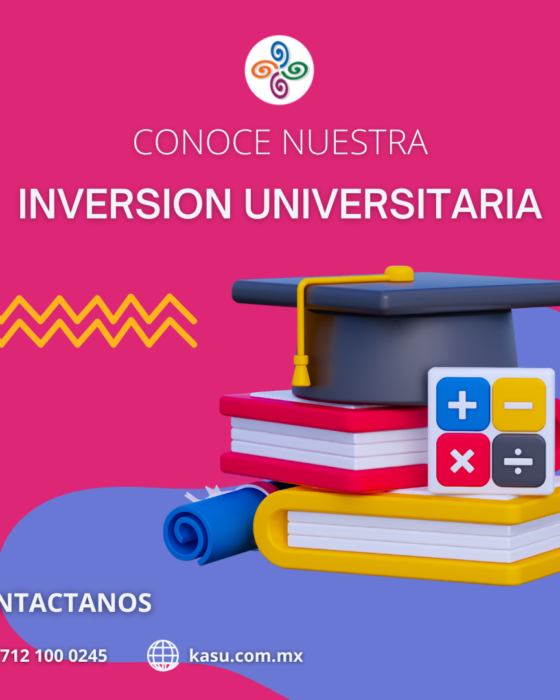 CONOCE NUESTRA
INVERSION UNIVERSITARIA
+ −
× ÷
NTACTANOS
712 100 0245
kasu.com.mx